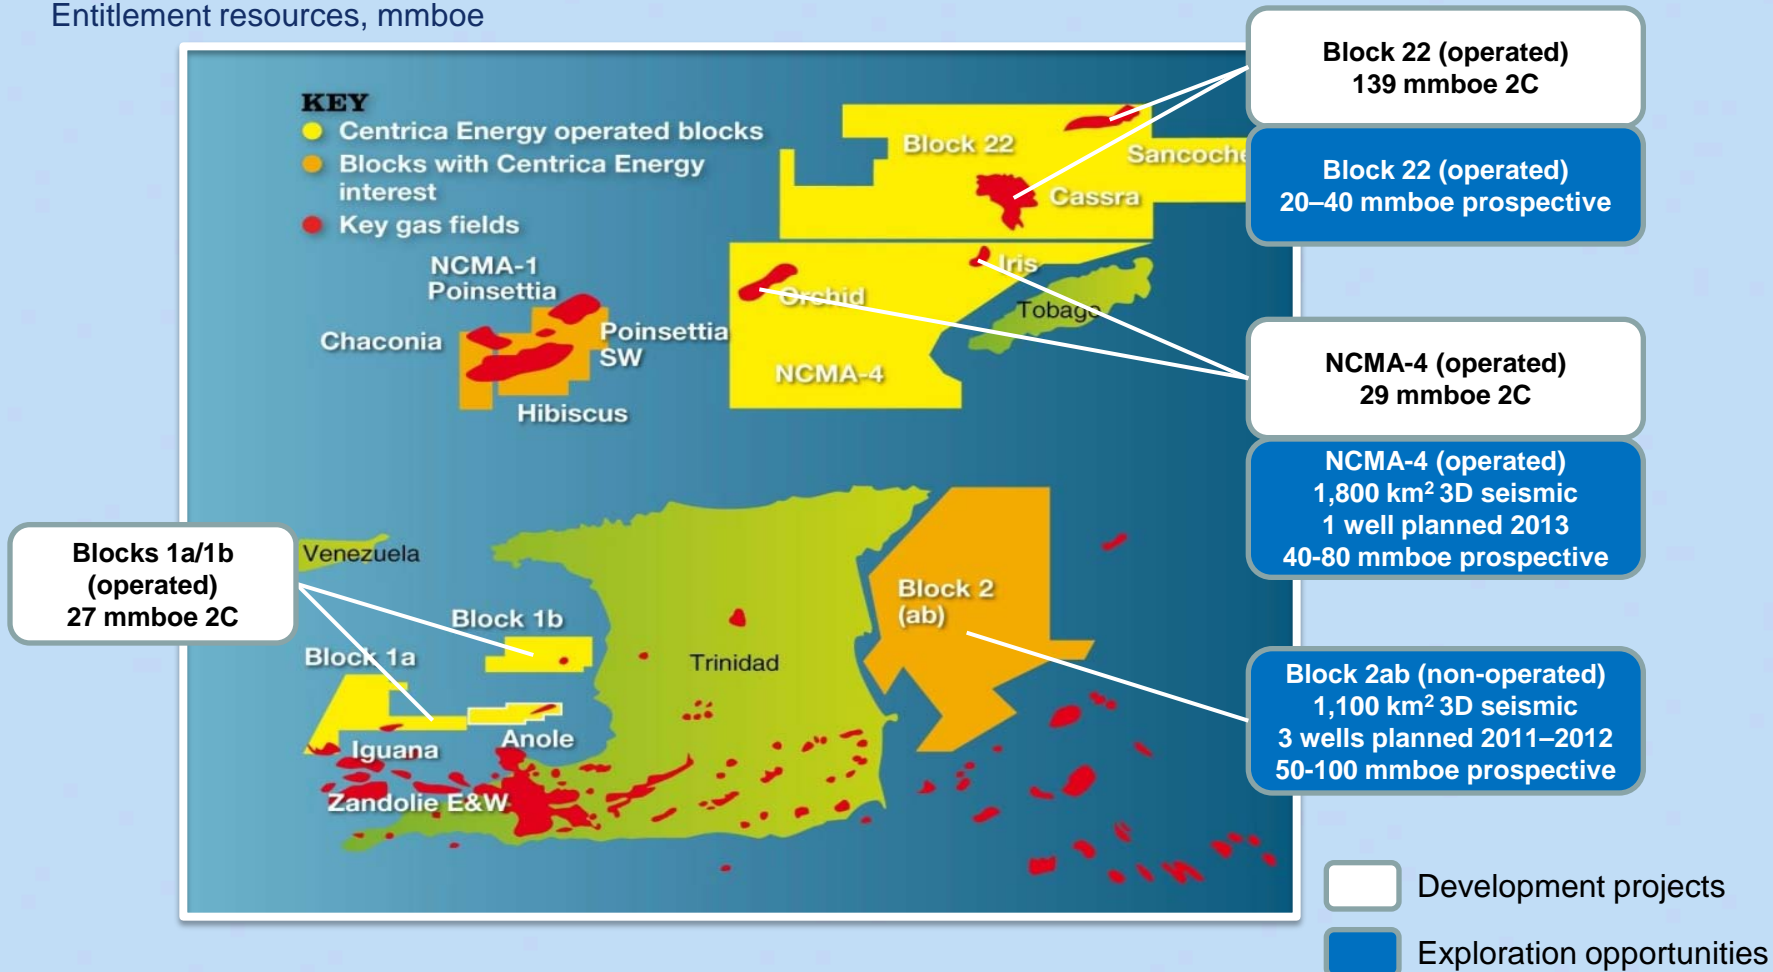 Entitlement resources, mmboe
KEY
Centrica Energy operated blocks
Blocks with Centrica Energy
interest
Key gas fields
Block 22
Sancoche
Cassra
Iris
Orchid
Tobago
NCMA-4
NCMA-1
Poinsettia
Chaconia
Poinsettia
SW
Hibiscus
Venezuela
Block 1b
Block 1a
Iguana
Anole
Zandolie E&W
Trinidad
Block 2
(ab)
Block 22 (operated)
139 mmboe 2C
Block 22 (operated)
20–40 mmboe prospective
NCMA-4 (operated)
29 mmboe 2C
NCMA-4 (operated)
1,800 km² 3D seismic
1 well planned 2013
40-80 mmboe prospective
Blocks 1a/1b
(operated)
27 mmboe 2C
Block 2ab (non-operated)
1,100 km² 3D seismic
3 wells planned 2011–2012
50-100 mmboe prospective
Development projects
Exploration opportunities